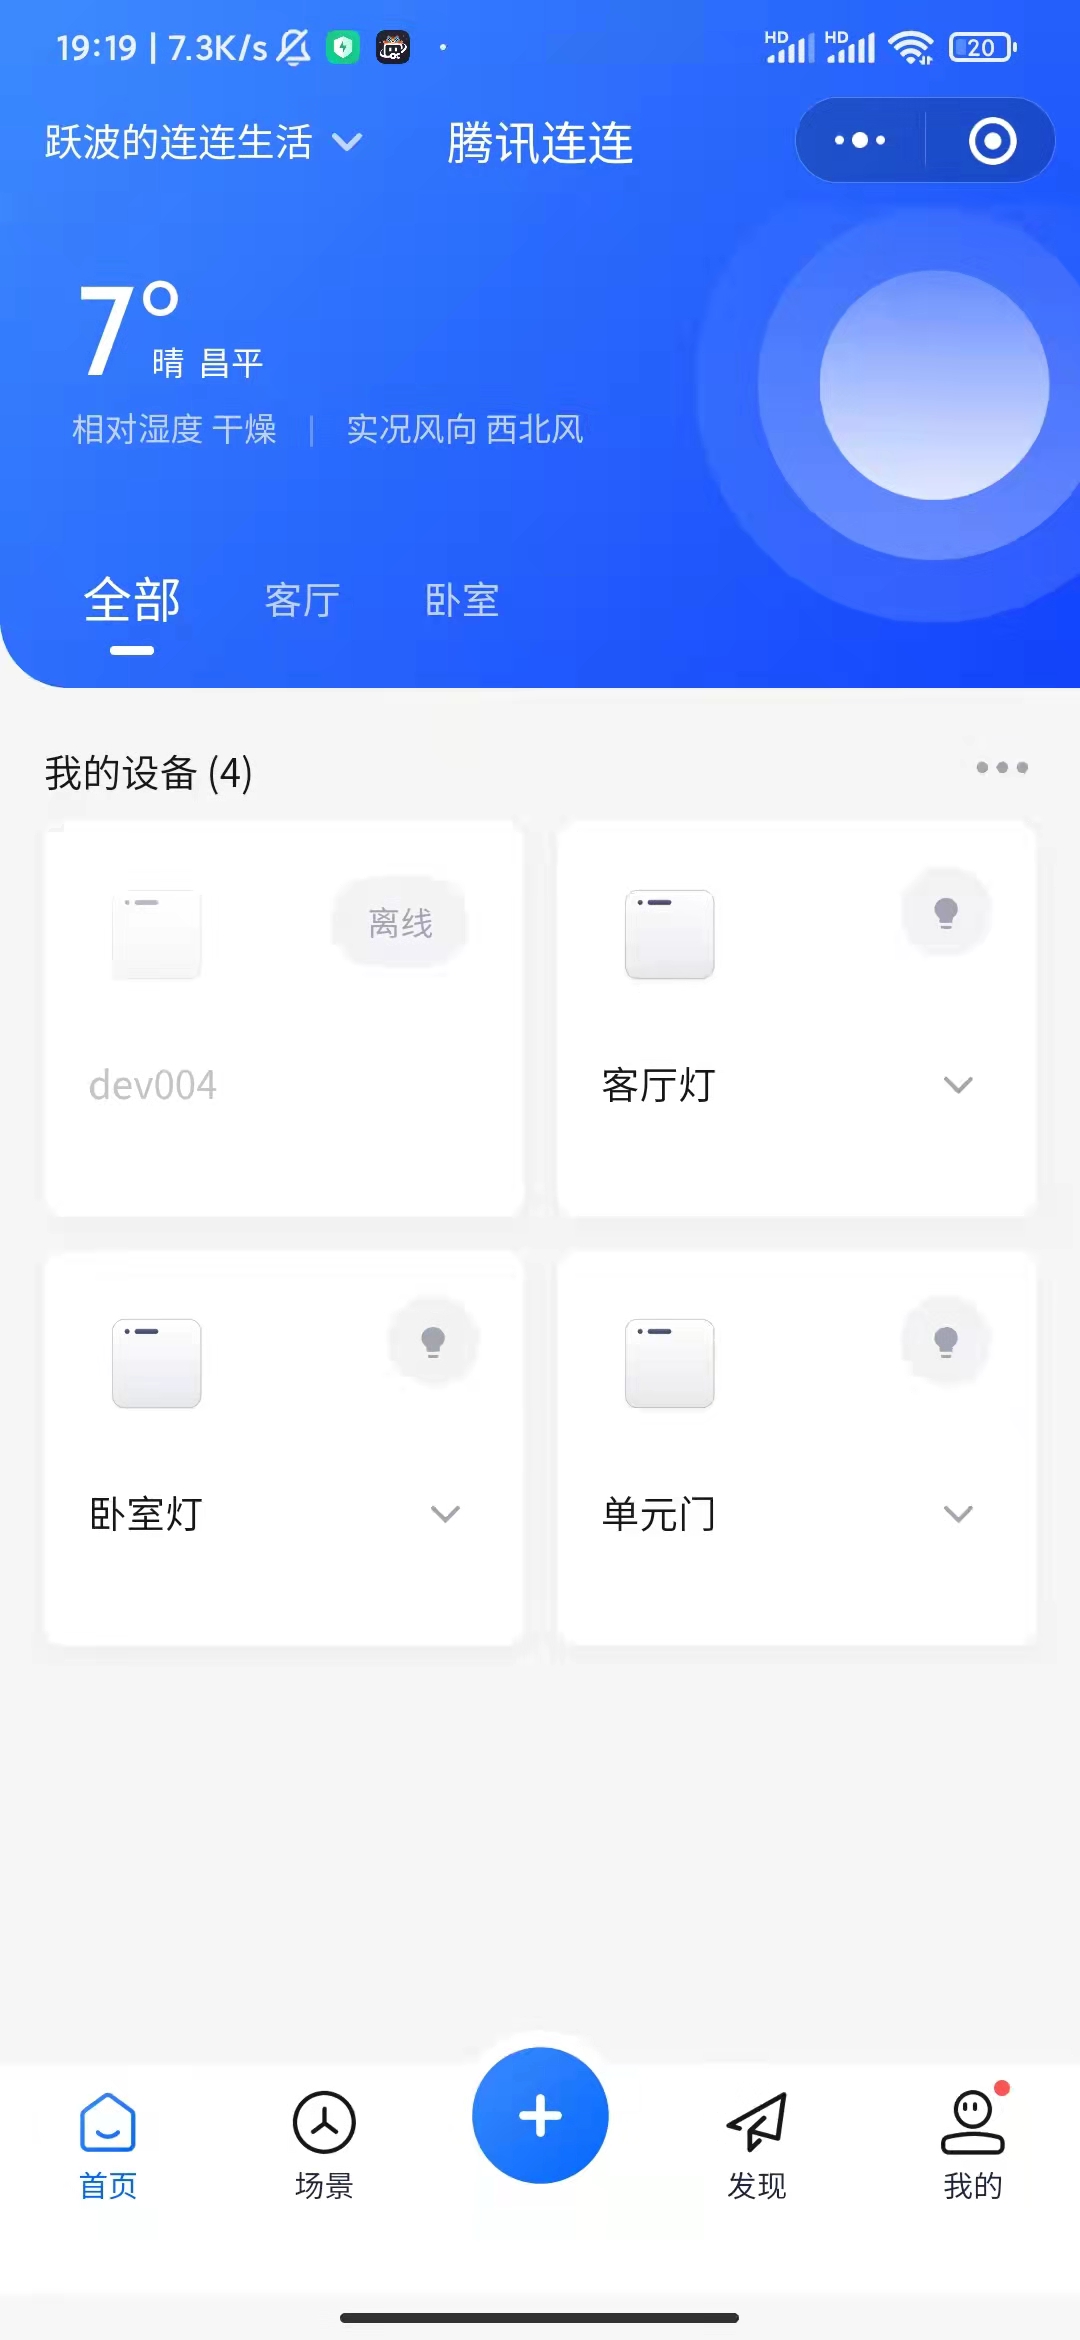 19:19 | 7.3K/s HD HD 20
跃波的连连生活 腾讯连连
7°
晴 昌平
相对湿度 干燥 | 实况风向 西北风
全部 客厅 卧室
我的设备 (4)
离线
dev004 客厅灯
卧室灯 单元门
首页 场景 发现 我的